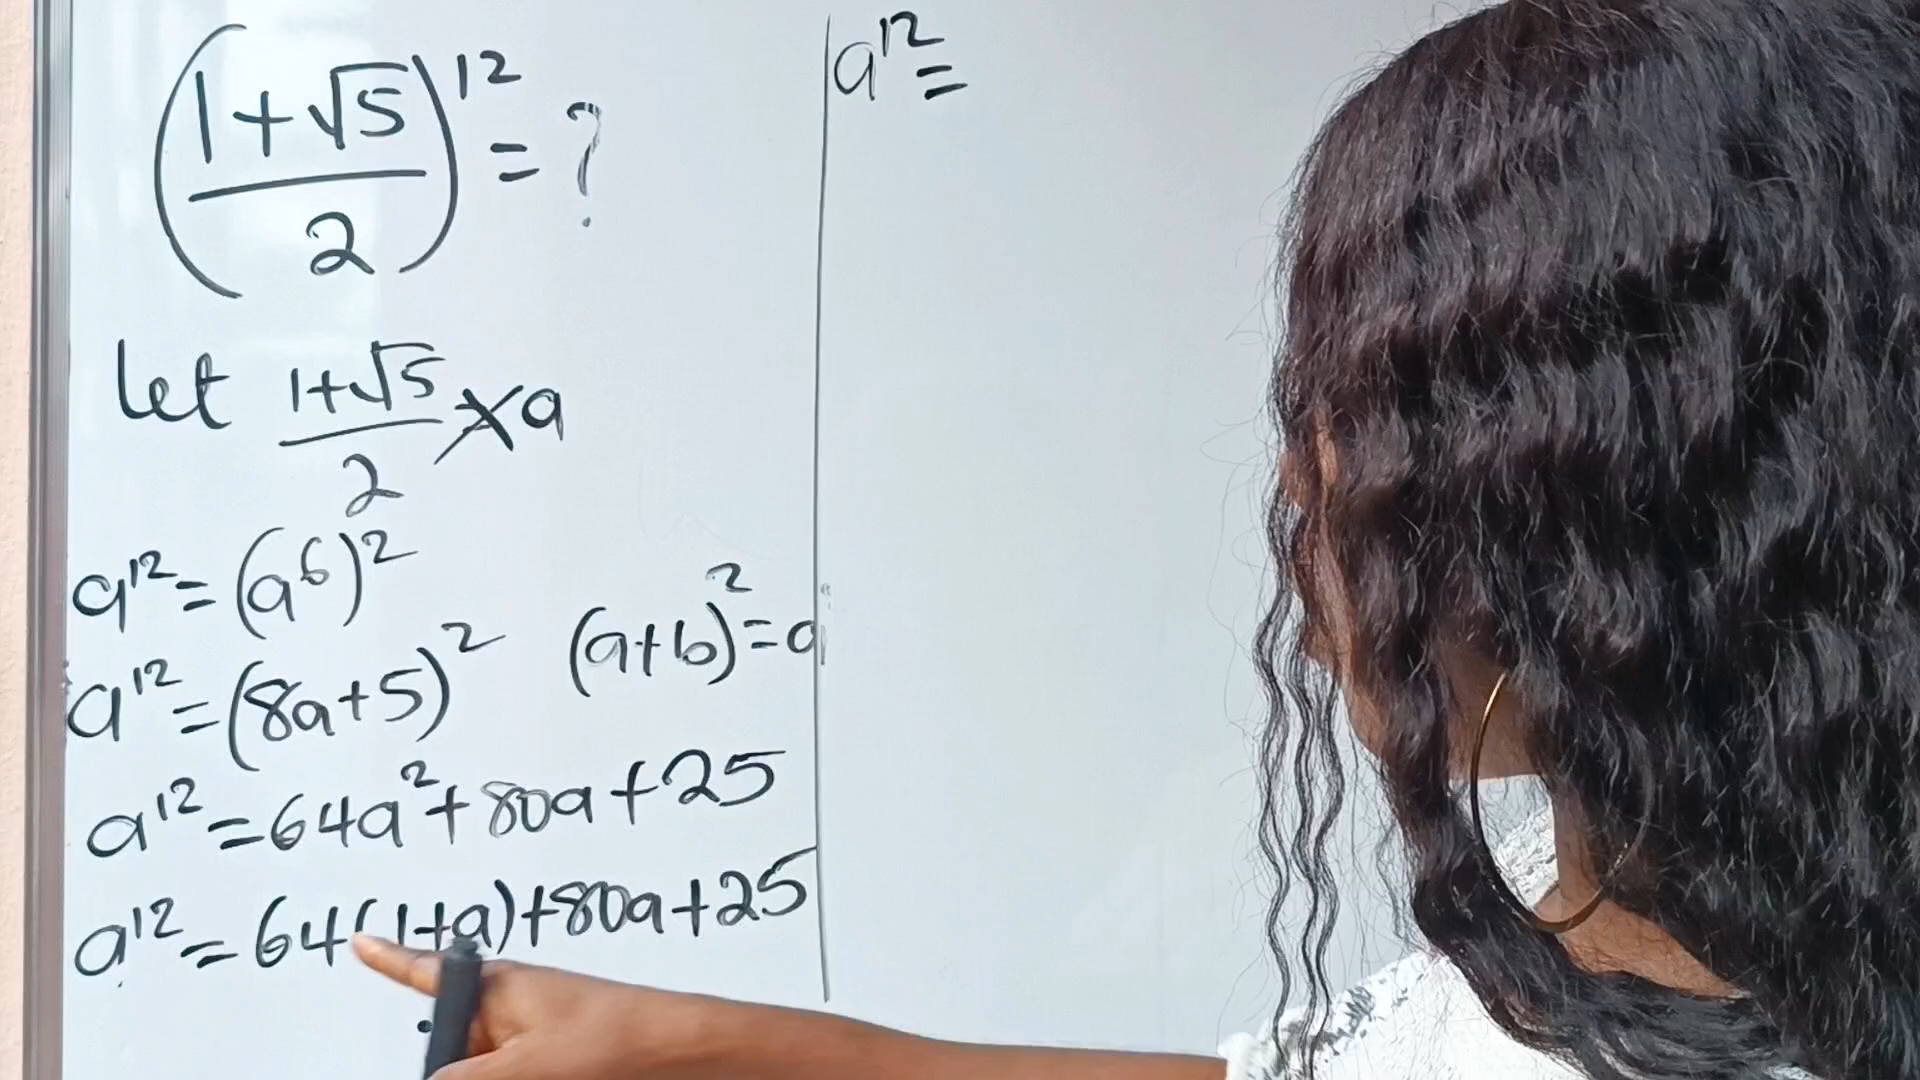 (1+√5/2)^12 = ?
let 1+√5/2 × a
a^12 = (a^6)^2
a^12 = (8a+5)^2 (a+b)^2 = a
a^12 = 64a^2 + 80a + 25
a^12 = 64(1+a) + 80a + 25
a^12 =